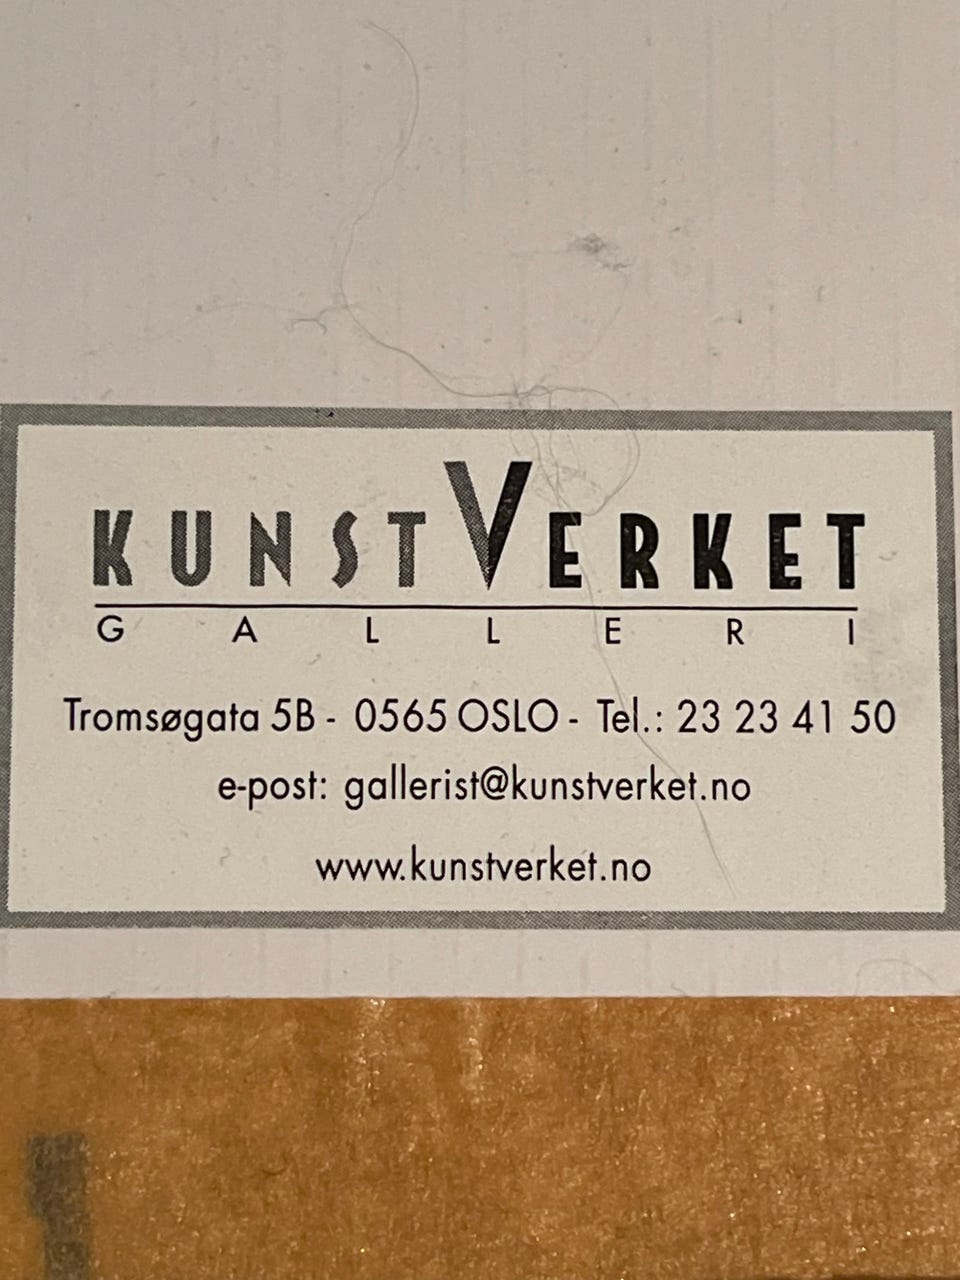 KUNSTVERKET
GALLERI
Tromsøgata 5B - 0565 OSLO - Tel.: 23 23 41 50
e-post: gallerist@kunstverket.no
www.kunstverket.no